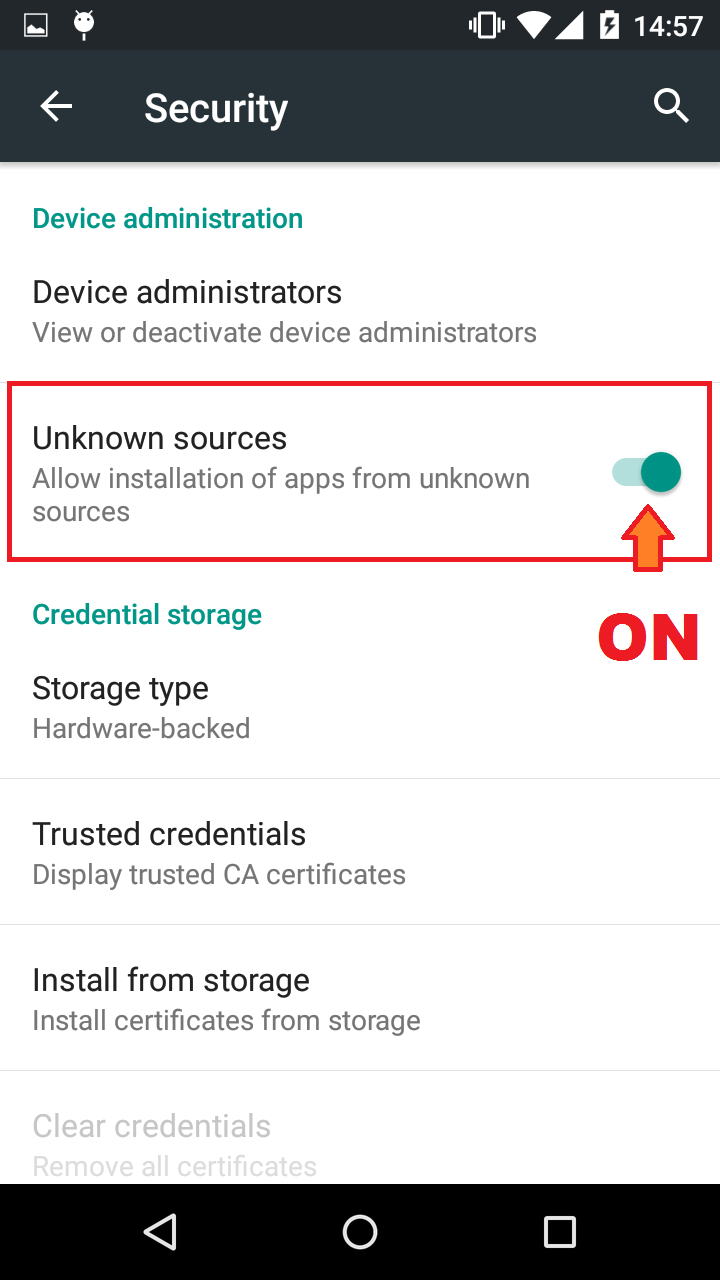 14:57
Security
Device administration
Device administrators
View or deactivate device administrators
Unknown sources
Allow installation of apps from unknown
sources
Credential storage
ON
Storage type
Hardware-backed
Trusted credentials
Display trusted CA certificates
Install from storage
Install certificates from storage
Clear credentials
Remove all certificates